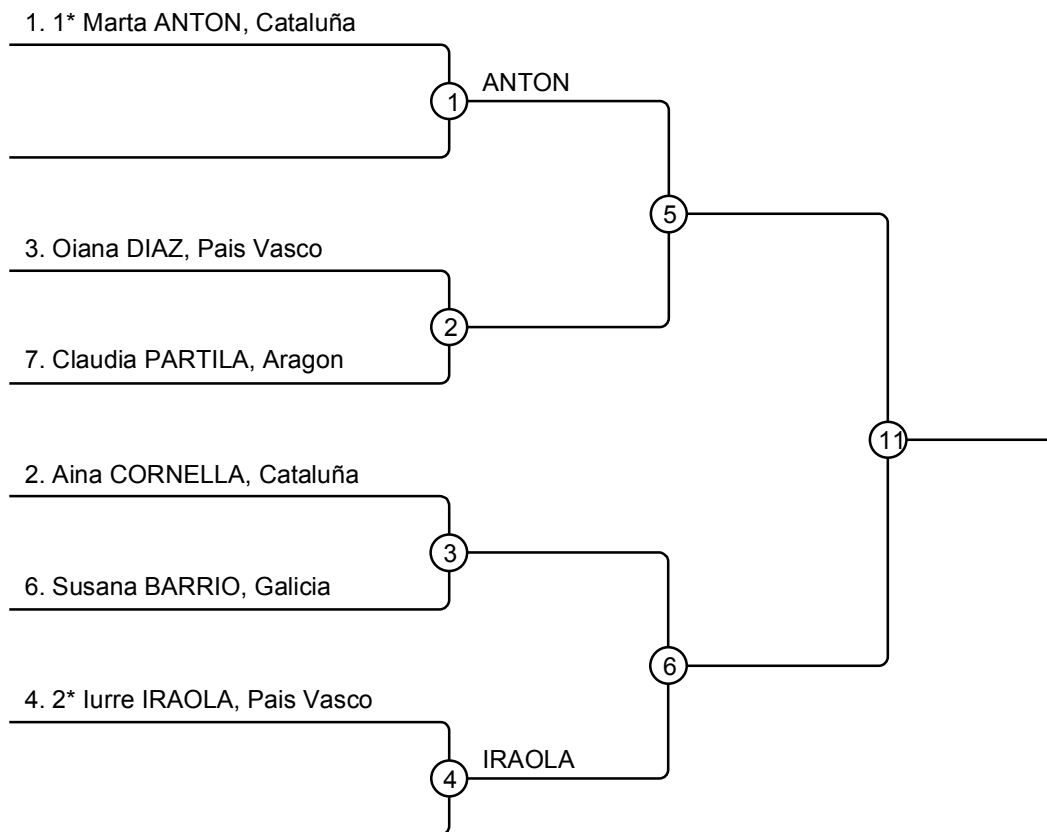 1. 1* Marta ANTON, Cataluña
ANTON
1
5
3. Oiana DIAZ, Pais Vasco
2
7. Claudia PARTILA, Aragon
11
2. Aina CORNELLA, Cataluña
3
6. Susana BARRIO, Galicia
6
4. 2* Iurre IRAOLA, Pais Vasco
IRAOLA
4